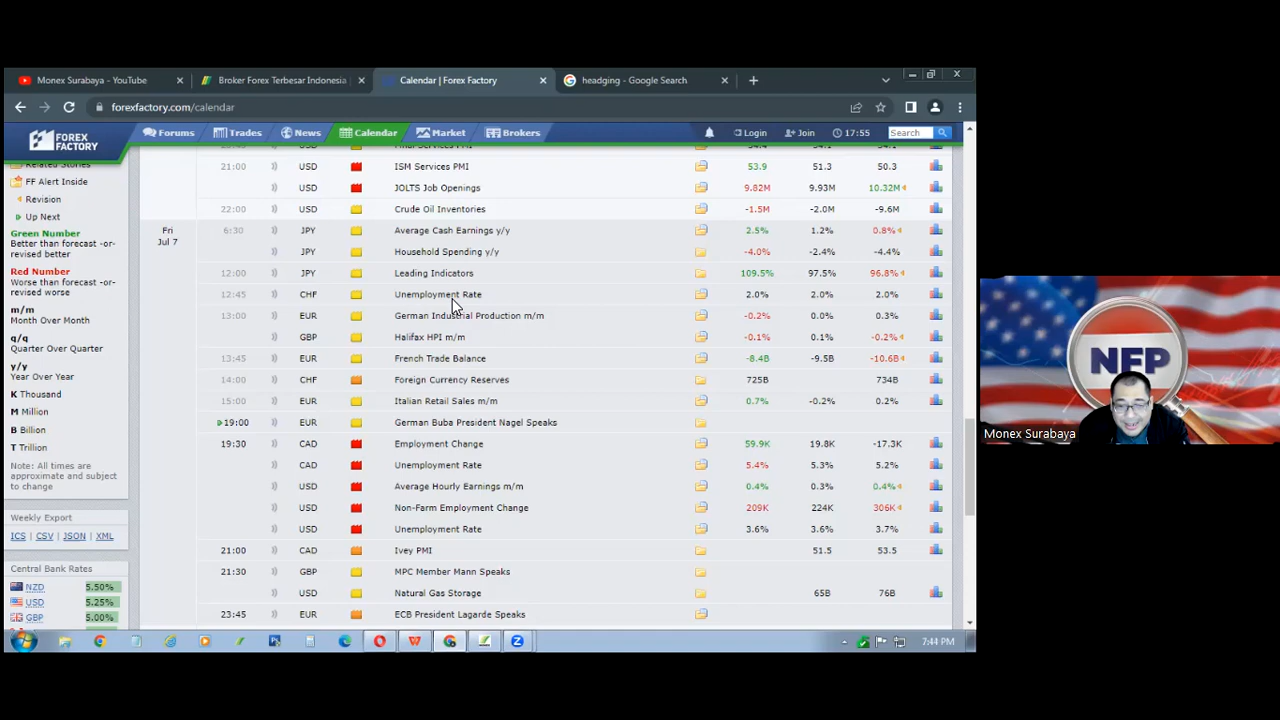 Monex Surabaya - YouTube
Broker Forex Terbesar Indonesia
Calendar | Forex Factory
headging - Google Search
forexfactory.com/calendar
FOREX FACTORY
Forums Trades News Calendar Market Brokers Login Join 17:55 Search
Related Stories
FF Alert Inside
Revision
Up Next
Green Number
Better than forecast -or-
revised better
Red Number
Worse than forecast -or-
revised worse
m/m
Month Over Month
q/q
Quarter Over Quarter
y/y
Year Over Year
K Thousand
M Million
B Billion
T Trillion
Note: All times are
approximate and subject
to change
Weekly Export
ICS | CSV | JSON | XML
Central Bank Rates
NZD 5.50%
USD 5.25%
GBP 5.00%
21:00 USD ISM Services PMI 53.9 51.3 50.3
USD JOLTS Job Openings 9.82M 9.93M 10.32M
22:00 USD Crude Oil Inventories -1.5M -2.0M -9.6M
Fri
Jul 7
6:30 JPY Average Cash Earnings y/y 2.5% 1.2% 0.8%
JPY Household Spending y/y -4.0% -2.4% -4.4%
12:00 JPY Leading Indicators 109.5% 97.5% 96.8%
12:45 CHF Unemployment Rate 2.0% 2.0% 2.0%
13:00 EUR German Industrial Production m/m -0.2% 0.0% 0.3%
GBP Halifax HPI m/m -0.1% 0.1% -0.2%
13:45 EUR French Trade Balance -8.4B -9.5B -10.6B
14:00 CHF Foreign Currency Reserves 725B 734B
15:00 EUR Italian Retail Sales m/m 0.7% -0.2% 0.2%
19:00 EUR German Buba President Nagel Speaks
19:30 CAD Employment Change 59.9K 19.8K -17.3K
CAD Unemployment Rate 5.4% 5.3% 5.2%
USD Average Hourly Earnings m/m 0.4% 0.3% 0.4%
USD Non-Farm Employment Change 209K 224K 306K
USD Unemployment Rate 3.6% 3.6% 3.7%
21:00 CAD Ivey PMI 51.5 53.5
21:30 GBP MPC Member Mann Speaks
USD Natural Gas Storage 65B 76B
23:45 EUR ECB President Lagarde Speaks
7:44 PM
NFP
Monex Surabaya